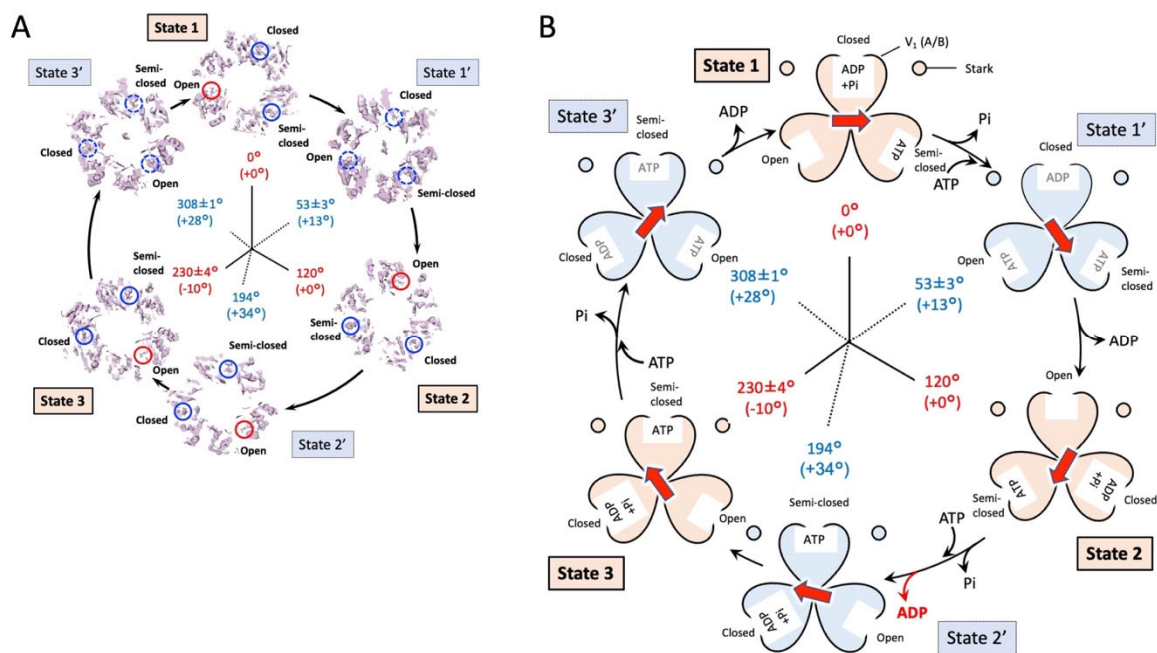 A
State 1
Closed
State 3'
Semi-
closed
Open
State 1'
Closed
Closed
Semi-
closed
Open
Open
Semi-closed
0°
(+0°)
308±1°
(+28°)
53±3°
(+13°)
230±4°
(-10°)
120°
(+0°)
194°
(+34°)
Semi-
closed
Open
Closed
Semi-
closed
Closed
Open
Semi-closed
State 3
Closed
Open
State 2
State 2'
B
Closed
V1 (A/B)
State 1
Stark
ADP
+Pi
Open
ATP
Semi-
closed
ADP
Pi
ATP
State 3'
Semi-
closed
ATP
ADP
ATP
Closed
Open
State 1'
Closed
ADP
ATP
ATP
Open
Semi-
closed
0°
(+0°)
308±1°
(+28°)
53±3°
(+13°)
230±4°
(-10°)
120°
(+0°)
194°
(+34°)
Pi
ATP
ADP
Semi-
closed
ATP
ADP
+Pi
Closed
Open
State 3
Open
ATP
ADP
+Pi
Semi-
closed
Closed
State 2
ATP
Pi
ADP
Semi-closed
ATP
ADP
+Pi
Closed
Open
State 2'